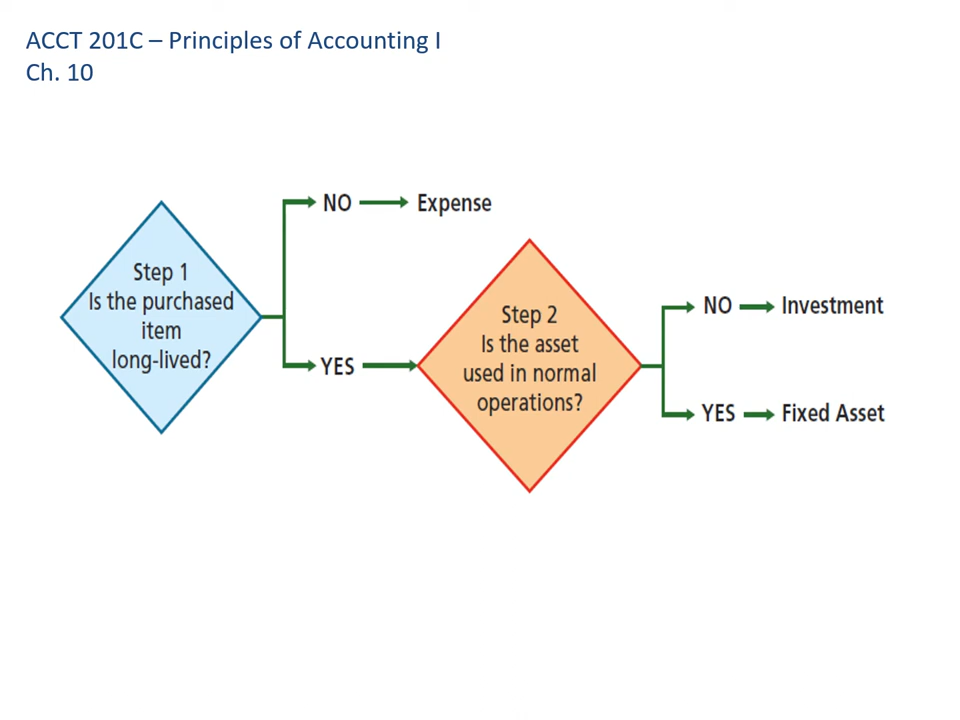 ACCT 201C – Principles of Accounting I
Ch. 10
Step 1
Is the purchased
item
long-lived?
NO
Expense
YES
Step 2
Is the asset
used in normal
operations?
NO
Investment
YES
Fixed Asset